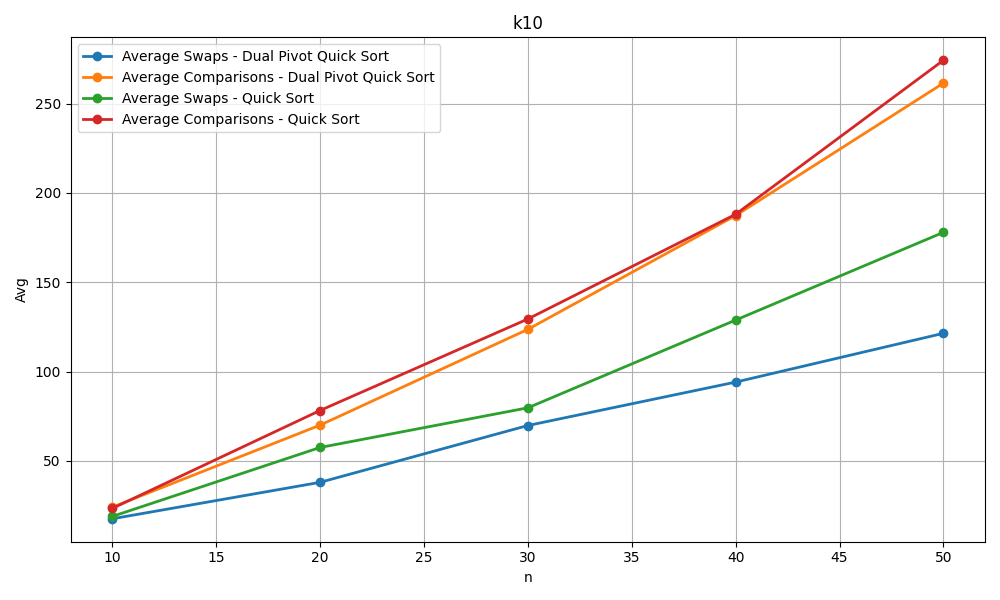 k10
Average Swaps - Dual Pivot Quick Sort
Average Comparisons - Dual Pivot Quick Sort
Average Swaps - Quick Sort
Average Comparisons - Quick Sort
250
200
150
100
50
Avg
10 15 20 25 30 35 40 45 50
n